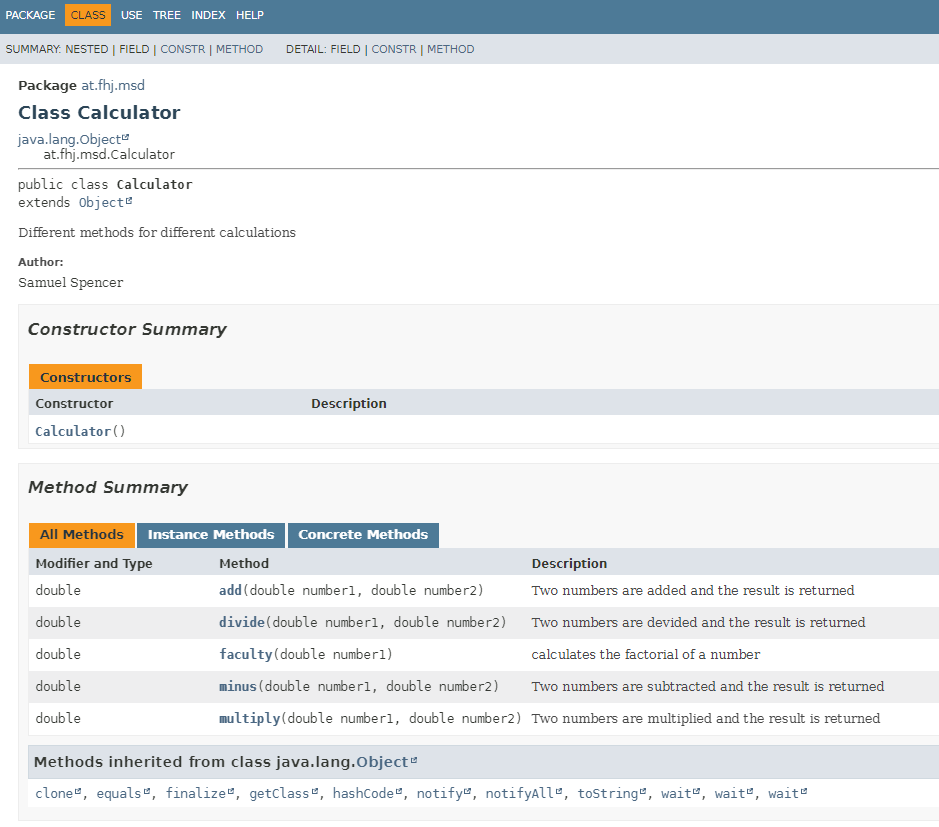 PACKAGE CLASS USE TREE INDEX HELP
SUMMARY: NESTED | FIELD | CONSTR | METHOD DETAIL: FIELD | CONSTR | METHOD
Package at.fhj.msd
Class Calculator
java.lang.Object
at.fhj.msd.Calculator
public class Calculator
extends Object
Different methods for different calculations
Author:
Samuel Spencer
Constructor Summary
Constructors
Constructor Description
Calculator()
Method Summary
All Methods Instance Methods Concrete Methods
Modifier and Type Method Description
double add(double number1, double number2) Two numbers are added and the result is returned
double divide(double number1, double number2) Two numbers are devided and the result is returned
double faculty(double number1) calculates the factorial of a number
double minus(double number1, double number2) Two numbers are subtracted and the result is returned
double multiply(double number1, double number2) Two numbers are multiplied and the result is returned
Methods inherited from class java.lang.Object
clone, equals, finalize, getClass, hashCode, notify, notifyAll, toString, wait, wait, wait